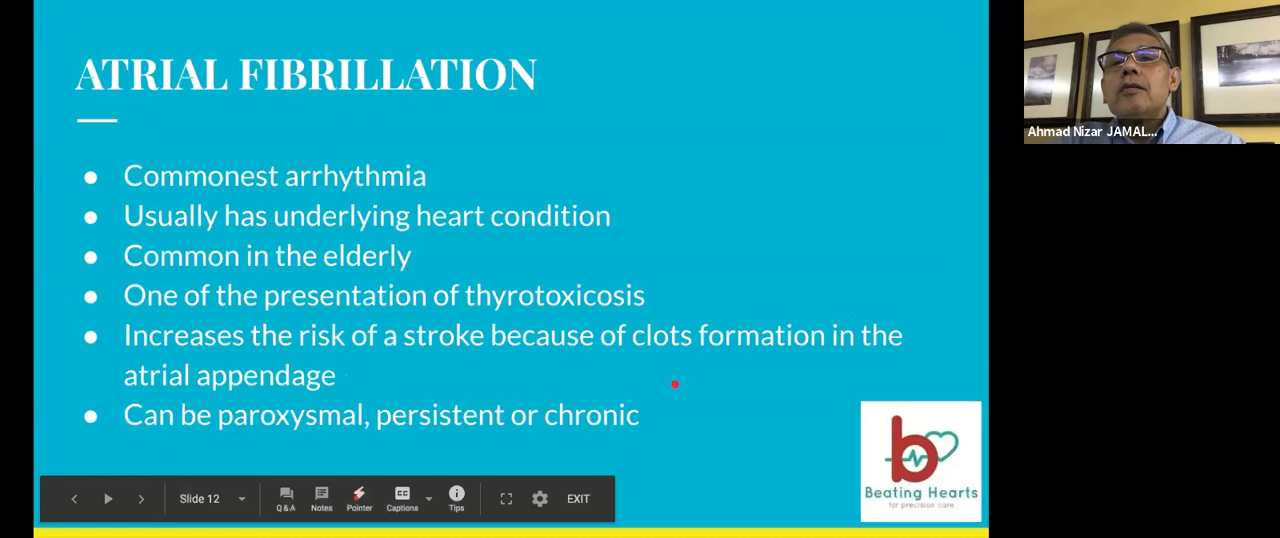 ATRIAL FIBRILLATION
● Commonest arrhythmia
● Usually has underlying heart condition
● Common in the elderly
● One of the presentation of thyrotoxicosis
● Increases the risk of a stroke because of clots formation in the
atrial appendage
● Can be paroxysmal, persistent or chronic
Beating Hearts
for precision care
Slide 12
Q&A
Notes
Pointer
CC
Captions
Tips
EXIT
Ahmad Nizar JAMAL...